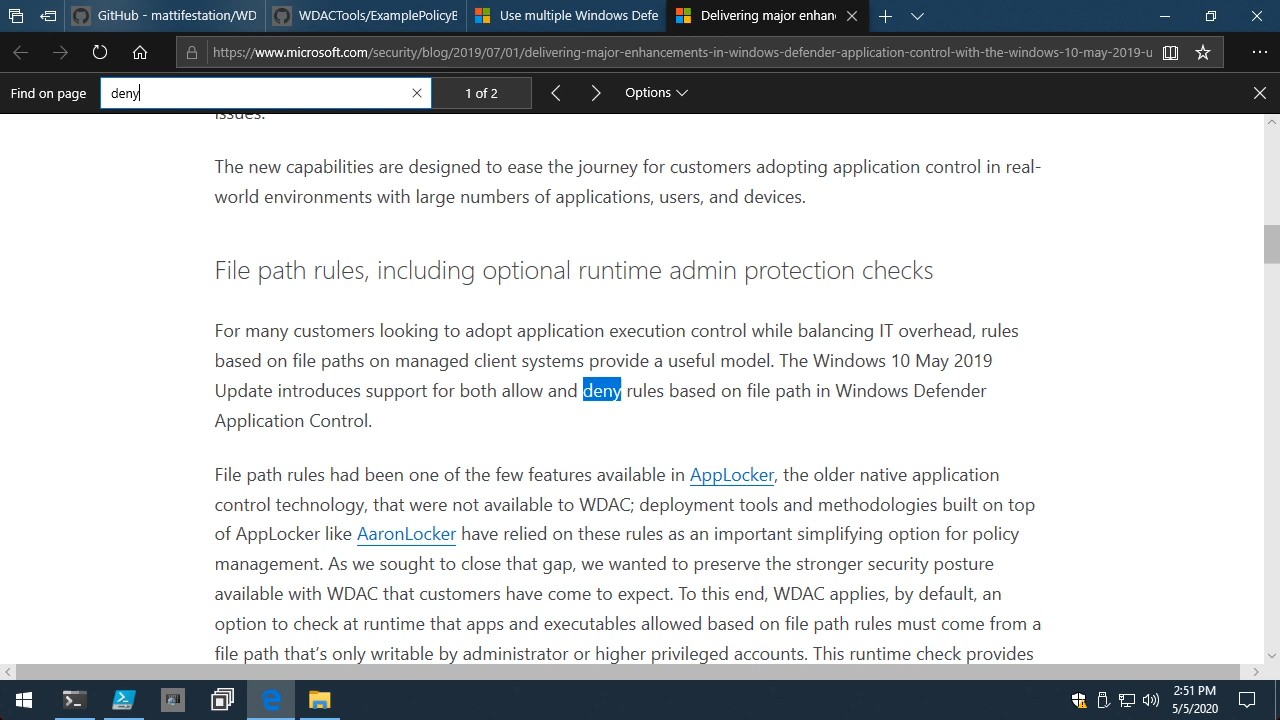 GitHub - mattifestation/WD
WDACTools/ExamplePolicyB
Use multiple Windows Defe
Delivering major enhan
https://www.microsoft.com/security/blog/2019/07/01/delivering-major-enhancements-in-windows-defender-application-control-with-the-windows-10-may-2019-u
Find on page
deny
1 of 2
Options
issues.
The new capabilities are designed to ease the journey for customers adopting application control in real-
world environments with large numbers of applications, users, and devices.
File path rules, including optional runtime admin protection checks
For many customers looking to adopt application execution control while balancing IT overhead, rules
based on file paths on managed client systems provide a useful model. The Windows 10 May 2019
Update introduces support for both allow and deny rules based on file path in Windows Defender
Application Control.
File path rules had been one of the few features available in AppLocker, the older native application
control technology, that were not available to WDAC; deployment tools and methodologies built on top
of AppLocker like AaronLocker have relied on these rules as an important simplifying option for policy
management. As we sought to close that gap, we wanted to preserve the stronger security posture
available with WDAC that customers have come to expect. To this end, WDAC applies, by default, an
option to check at runtime that apps and executables allowed based on file path rules must come from a
file path that's only writable by administrator or higher privileged accounts. This runtime check provides
2:51 PM
5/5/2020